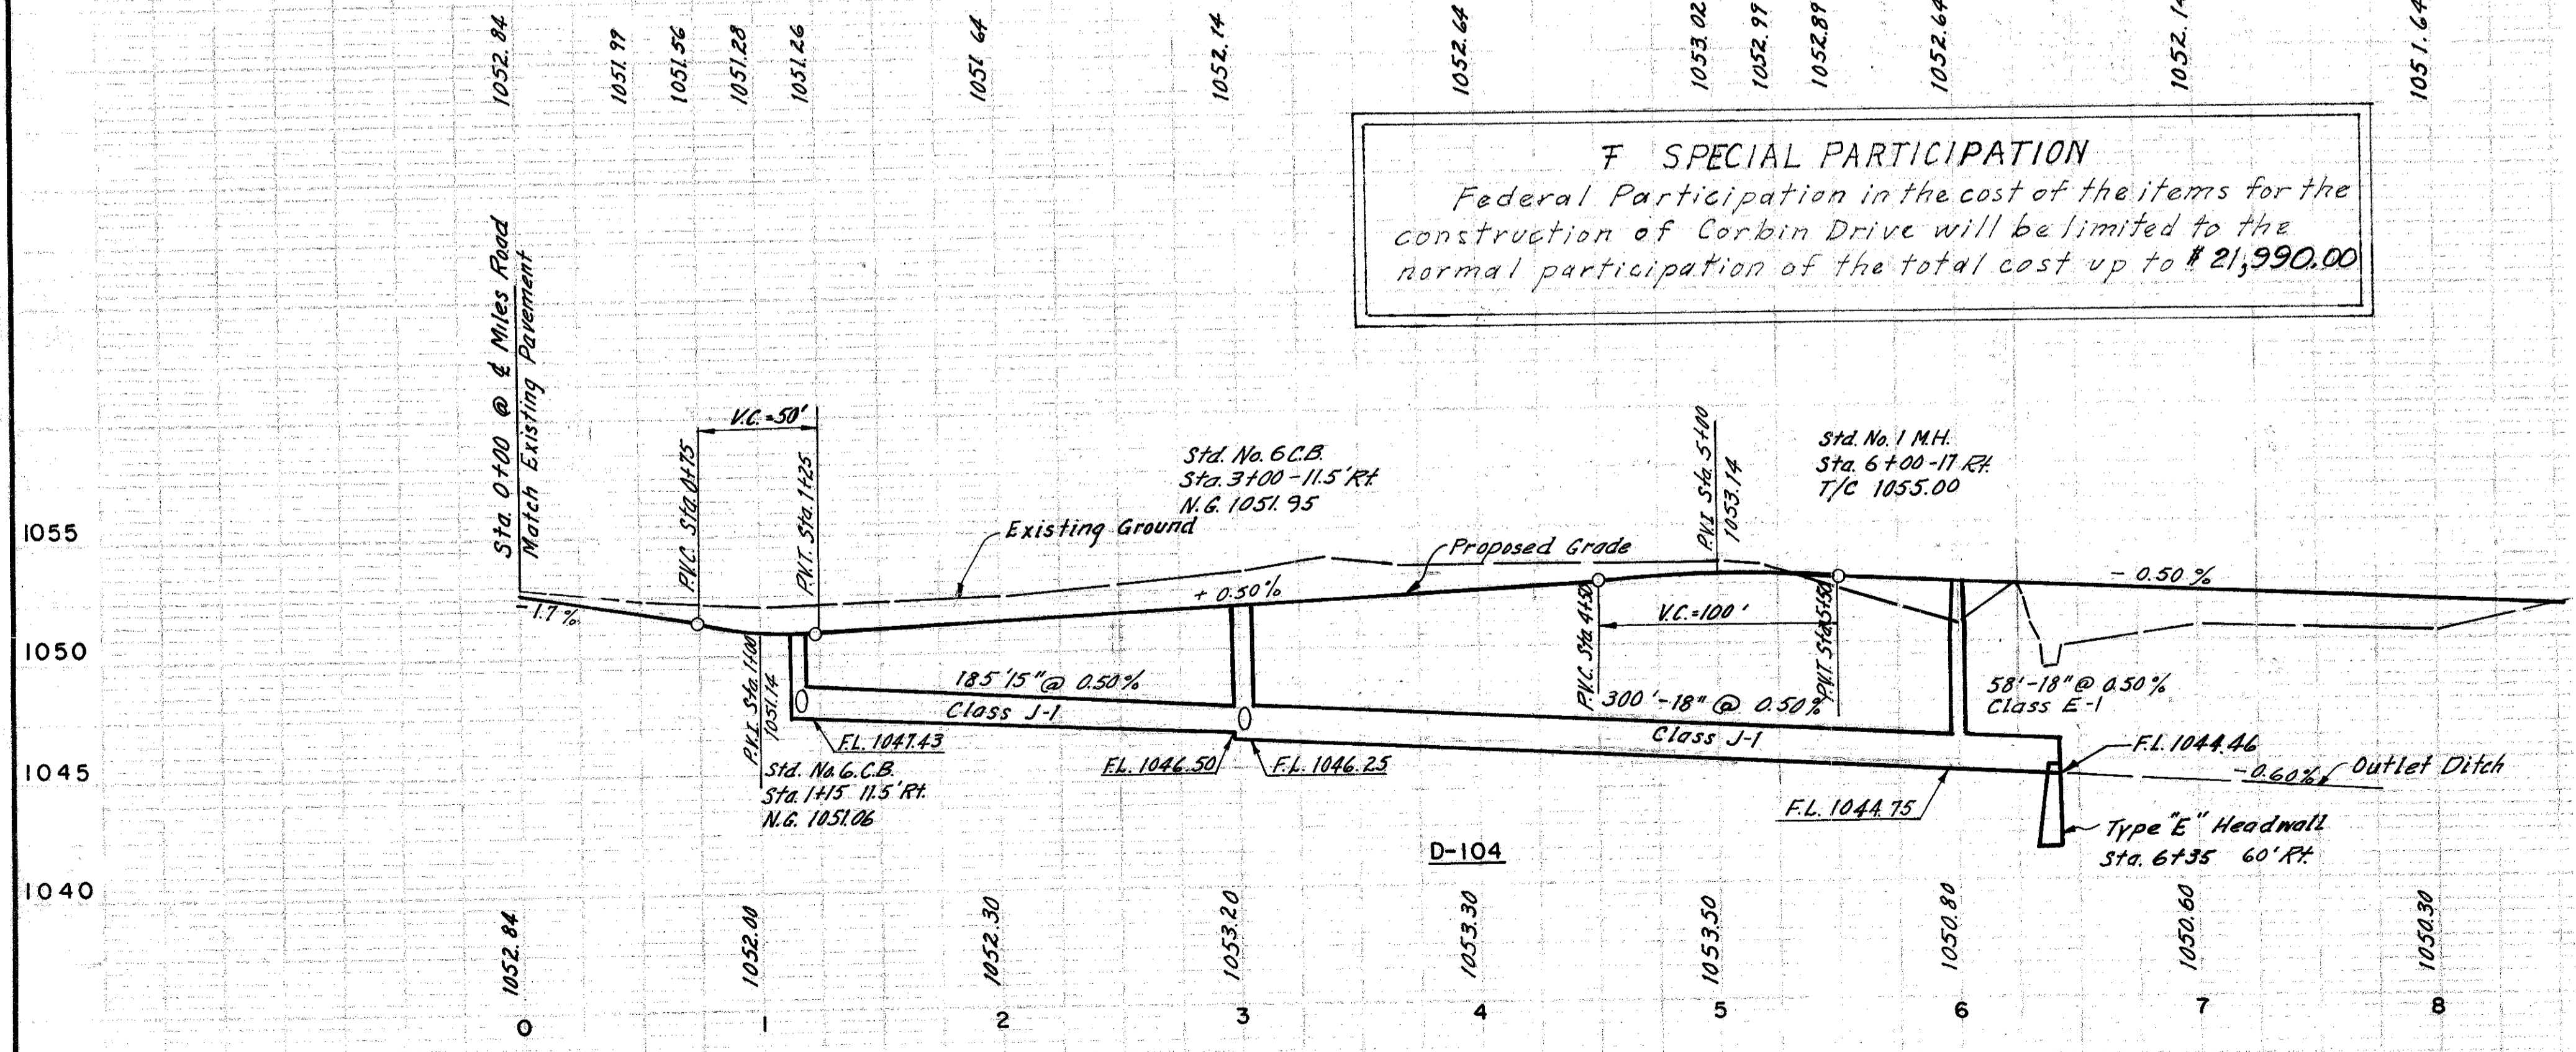 1052.84
1051.99
1051.56
1051.28
1051.26
1051 64
1052.14
1052.64
1053.02
1052.99
1052.89
1052.64
1052.14
1051.64
Ŧ SPECIAL PARTICIPATION
Federal Participation in the cost of the items for the
construction of Corbin Drive will be limited to the
normal participation of the total cost up to $ 21,990.00
Sta. 0+00 @ ℄ Miles Road
Match Existing Pavement
V.C.=50'
P.V.C. Sta. 0+75
P.V.T. Sta. 1+25
Std. No. 6 C.B.
Sta. 3+00 - 11.5' Rt.
N.G. 1051.95
P.V.I. Sta. 5+00
1053.14
Std. No. 1 M.H.
Sta. 6+00 - 17 Rt.
T/C 1055.00
1055
Existing Ground
Proposed Grade
-1.7%
+ 0.50%
- 0.50%
V.C.=100'
P.V.C. Sta. 4+50
P.V.T. Sta. 5+50
1050
P.V.I. Sta. 1+00
1051.14
185' 15" @ 0.50%
Class J-1
300'-18" @ 0.50%
Class J-1
58'-18" @ 0.50%
Class E-1
F.L. 1047.43
F.L. 1046.50
F.L. 1046.25
F.L. 1044.46
1045
Std. No. 6. C.B.
Sta. 1+15 11.5' Rt.
N.G. 1051.06
-0.60%
Outlet Ditch
F.L. 1044.75
Type "E" Headwall
Sta. 6+35 60' Rt.
D-104
1040
1052.84
1052.00
1052.30
1053.20
1053.30
1053.50
1050.80
1050.60
1050.30
0
1
2
3
4
5
6
7
8